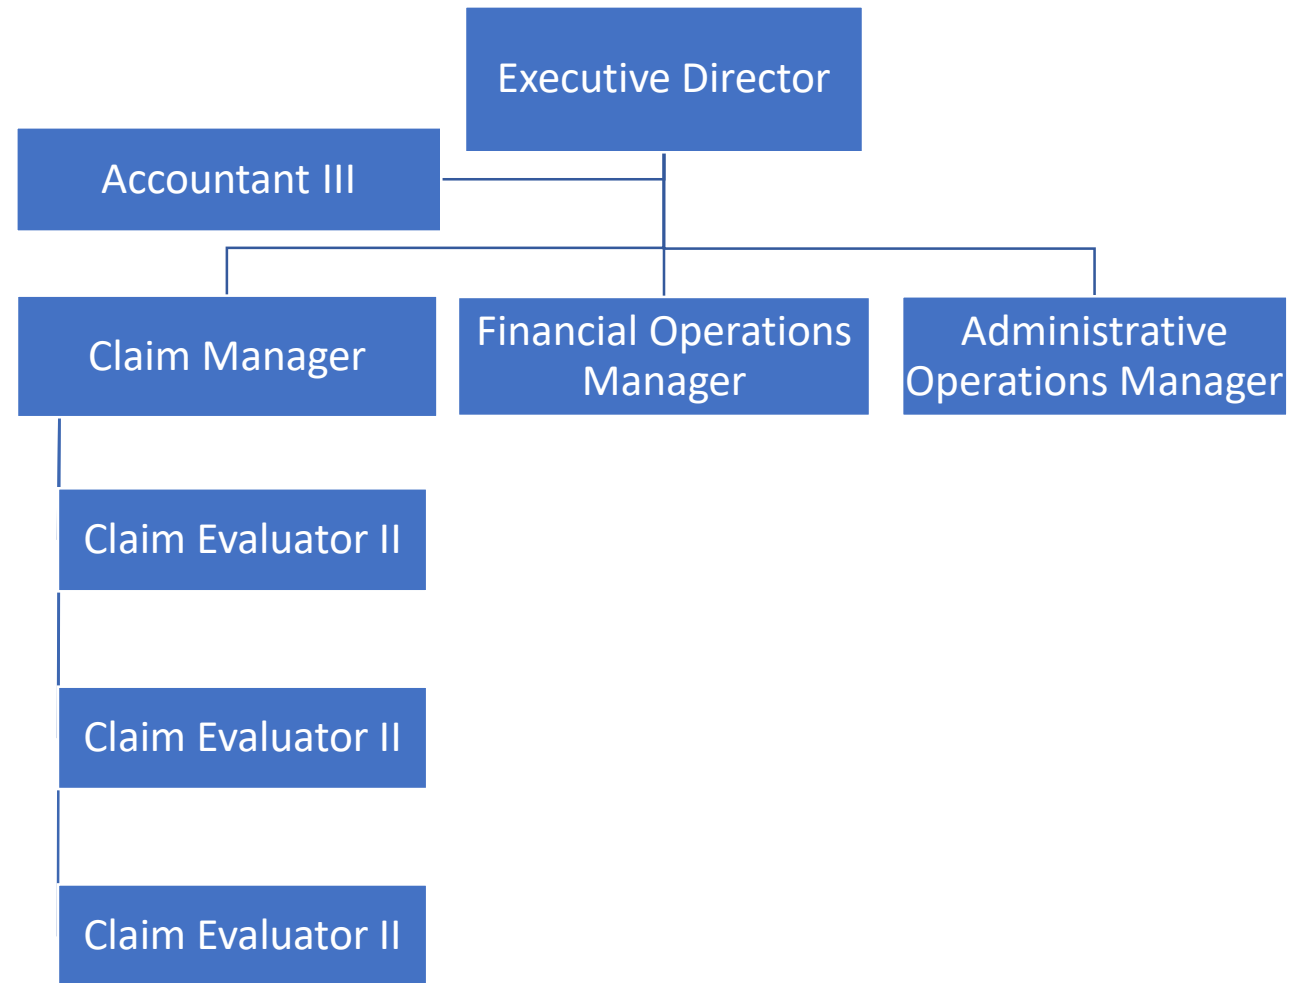 Executive Director
Accountant III
Claim Manager
Financial Operations
Manager
Administrative
Operations Manager
Claim Evaluator II
Claim Evaluator II
Claim Evaluator II